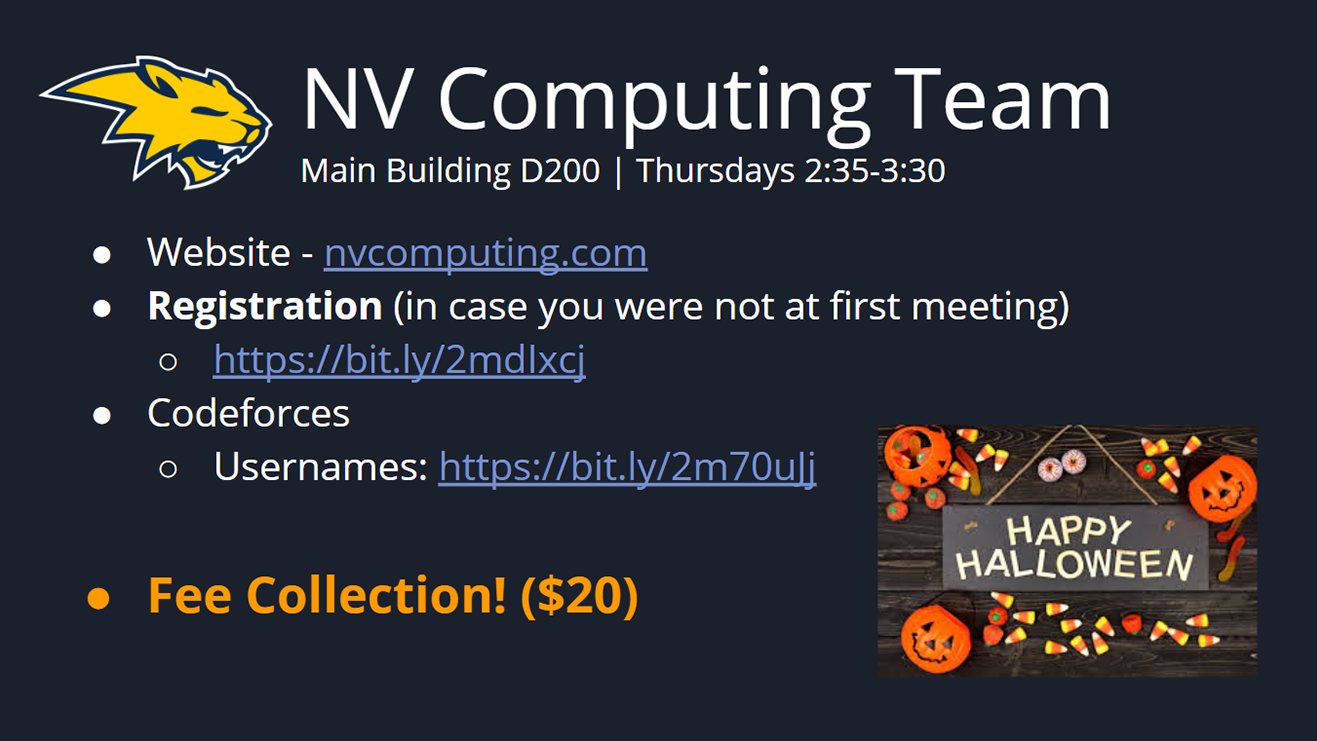 NV Computing Team
Main Building D200 | Thursdays 2:35-3:30
● Website - nvcomputing.com
● Registration (in case you were not at first meeting)
○ https://bit.ly/2mdIxcj
● Codeforces
○ Usernames: https://bit.ly/2m70uJj
● Fee Collection! ($20)
HAPPY
HALLOWEEN